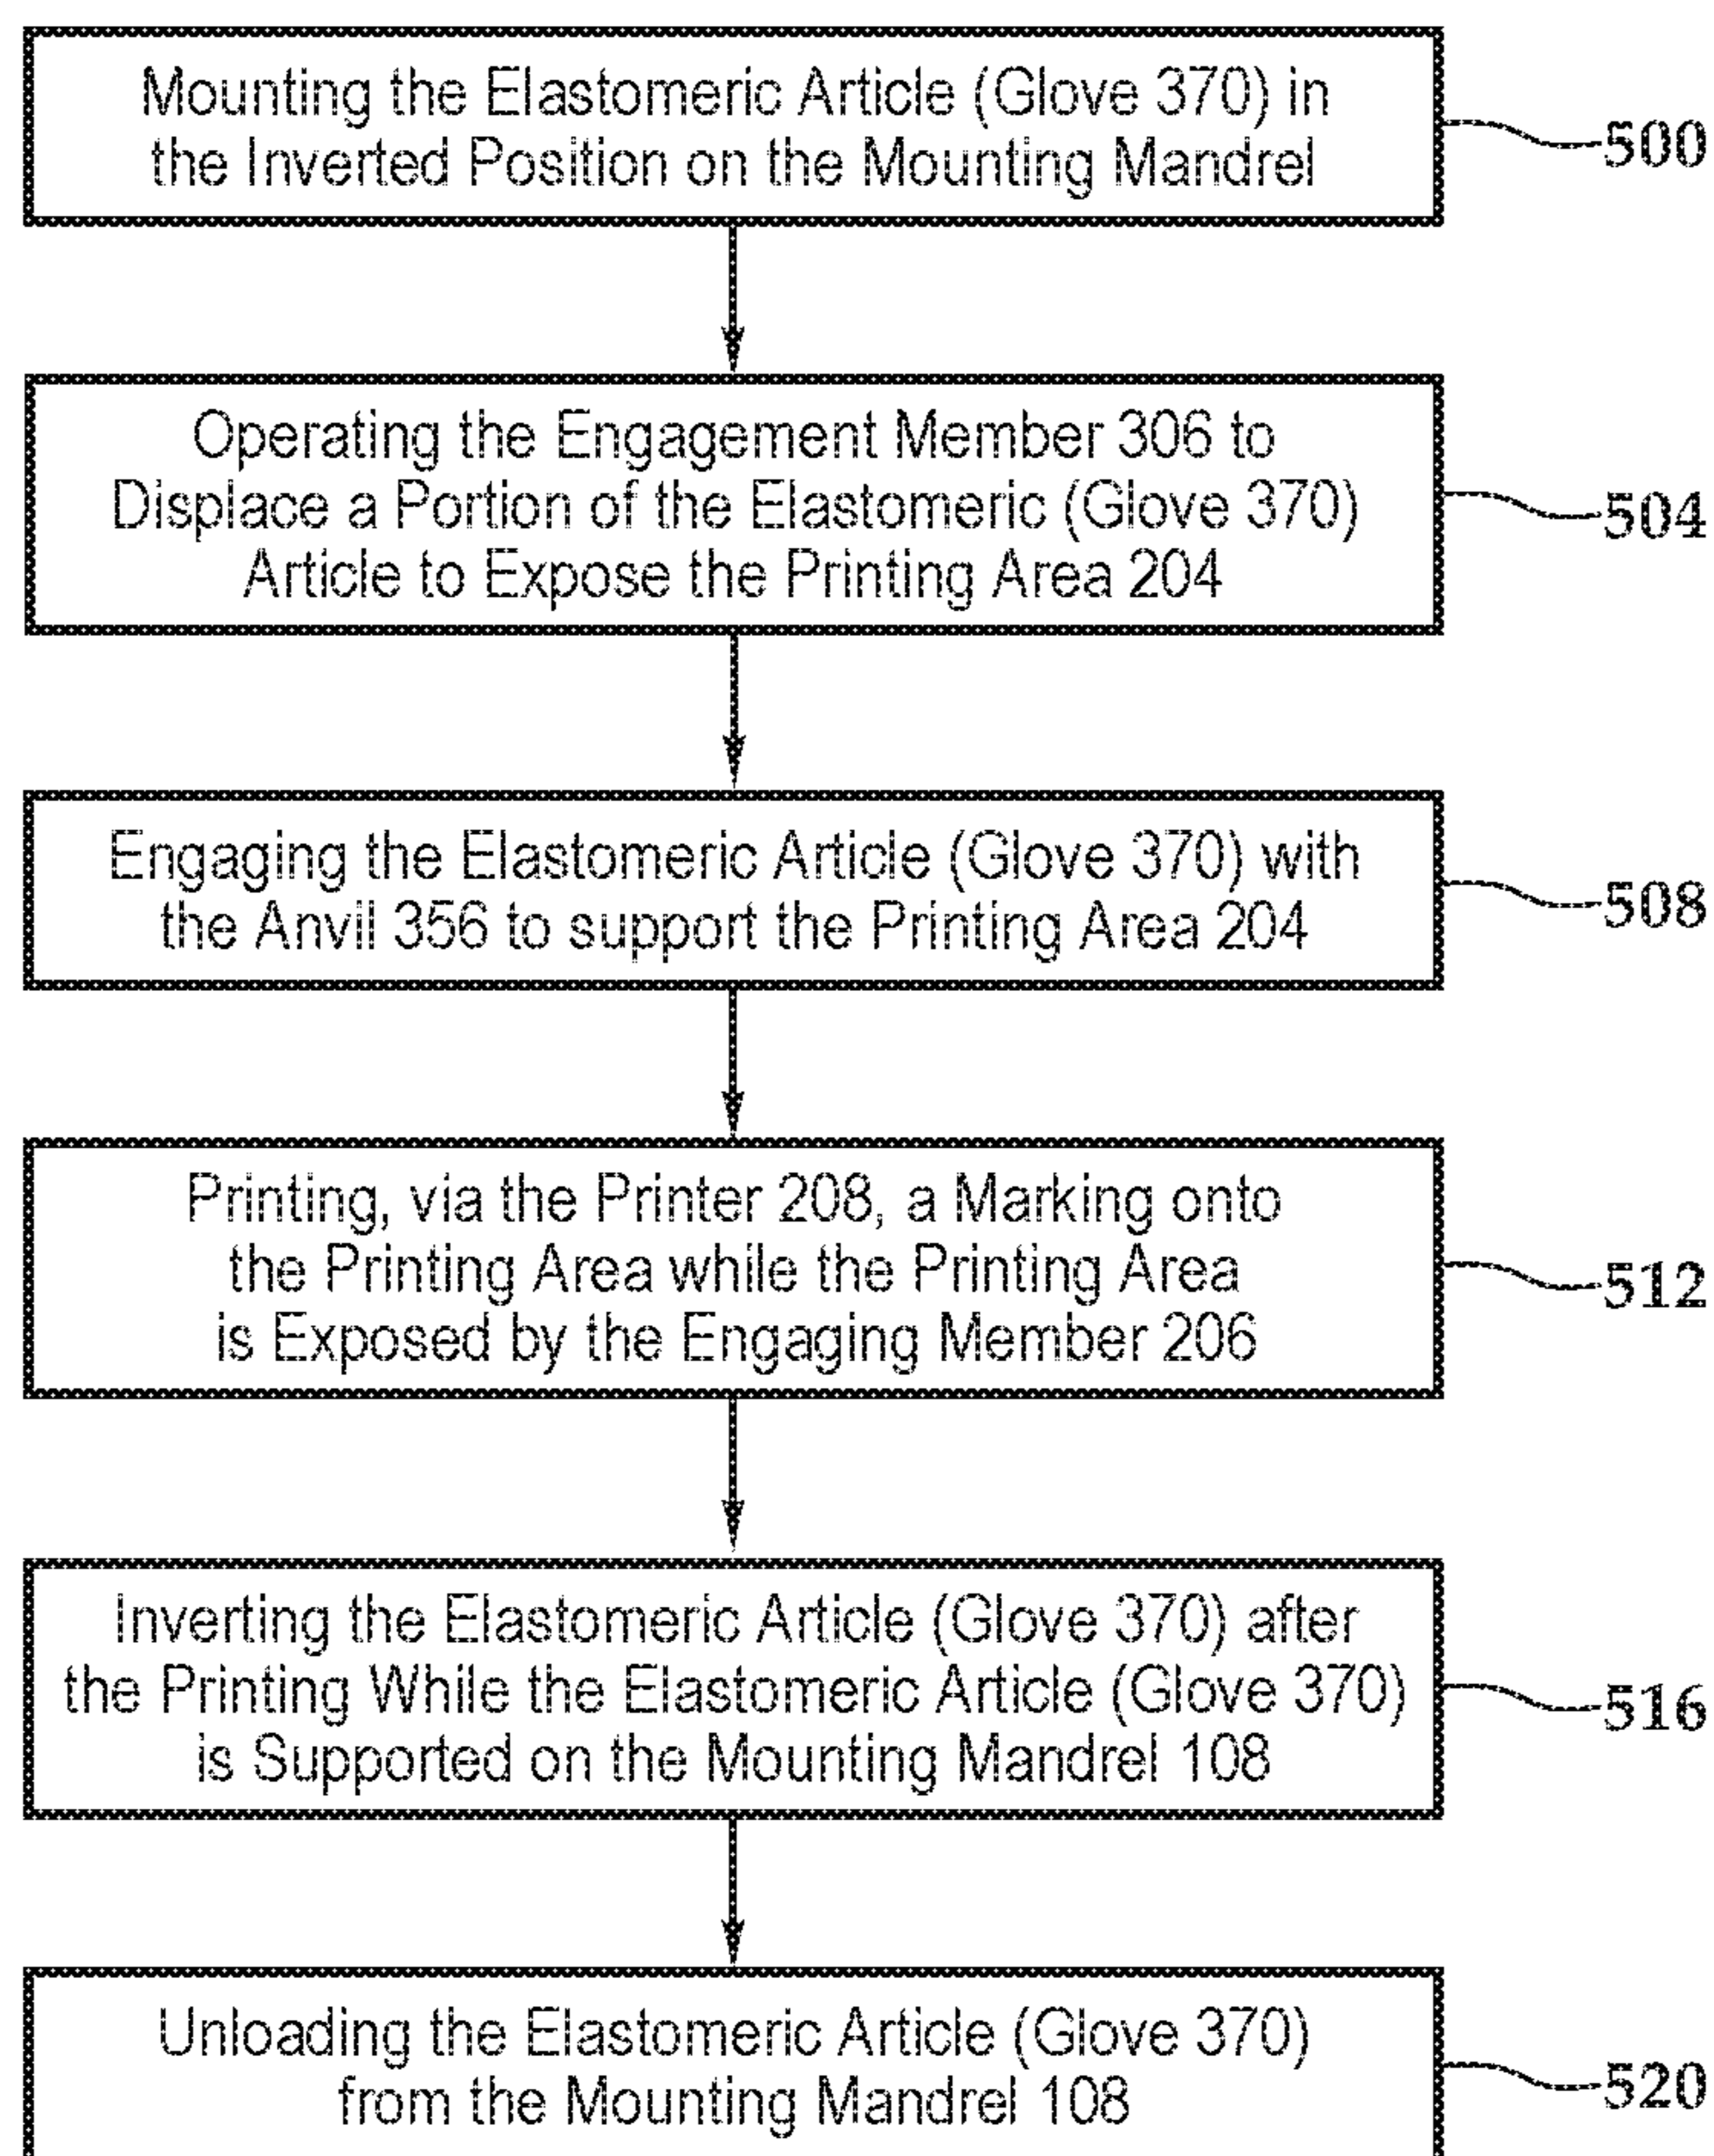 Mounting the Elastomeric Article (Glove 370) in
the Inverted Position on the Mounting Mandrel
500
Operating the Engagement Member 306 to
Displace a Portion of the Elastomeric (Glove 370)
Article to Expose the Printing Area 204
504
Engaging the Elastomeric Article (Glove 370) with
the Anvil 356 to support the Printing Area 204
508
Printing, via the Printer 208, a Marking onto
the Printing Area while the Printing Area
is Exposed by the Engaging Member 206
512
Inverting the Elastomeric Article (Glove 370) after
the Printing While the Elastomeric Article (Glove 370)
is Supported on the Mounting Mandrel 108
516
Unloading the Elastomeric Article (Glove 370)
from the Mounting Mandrel 108
520